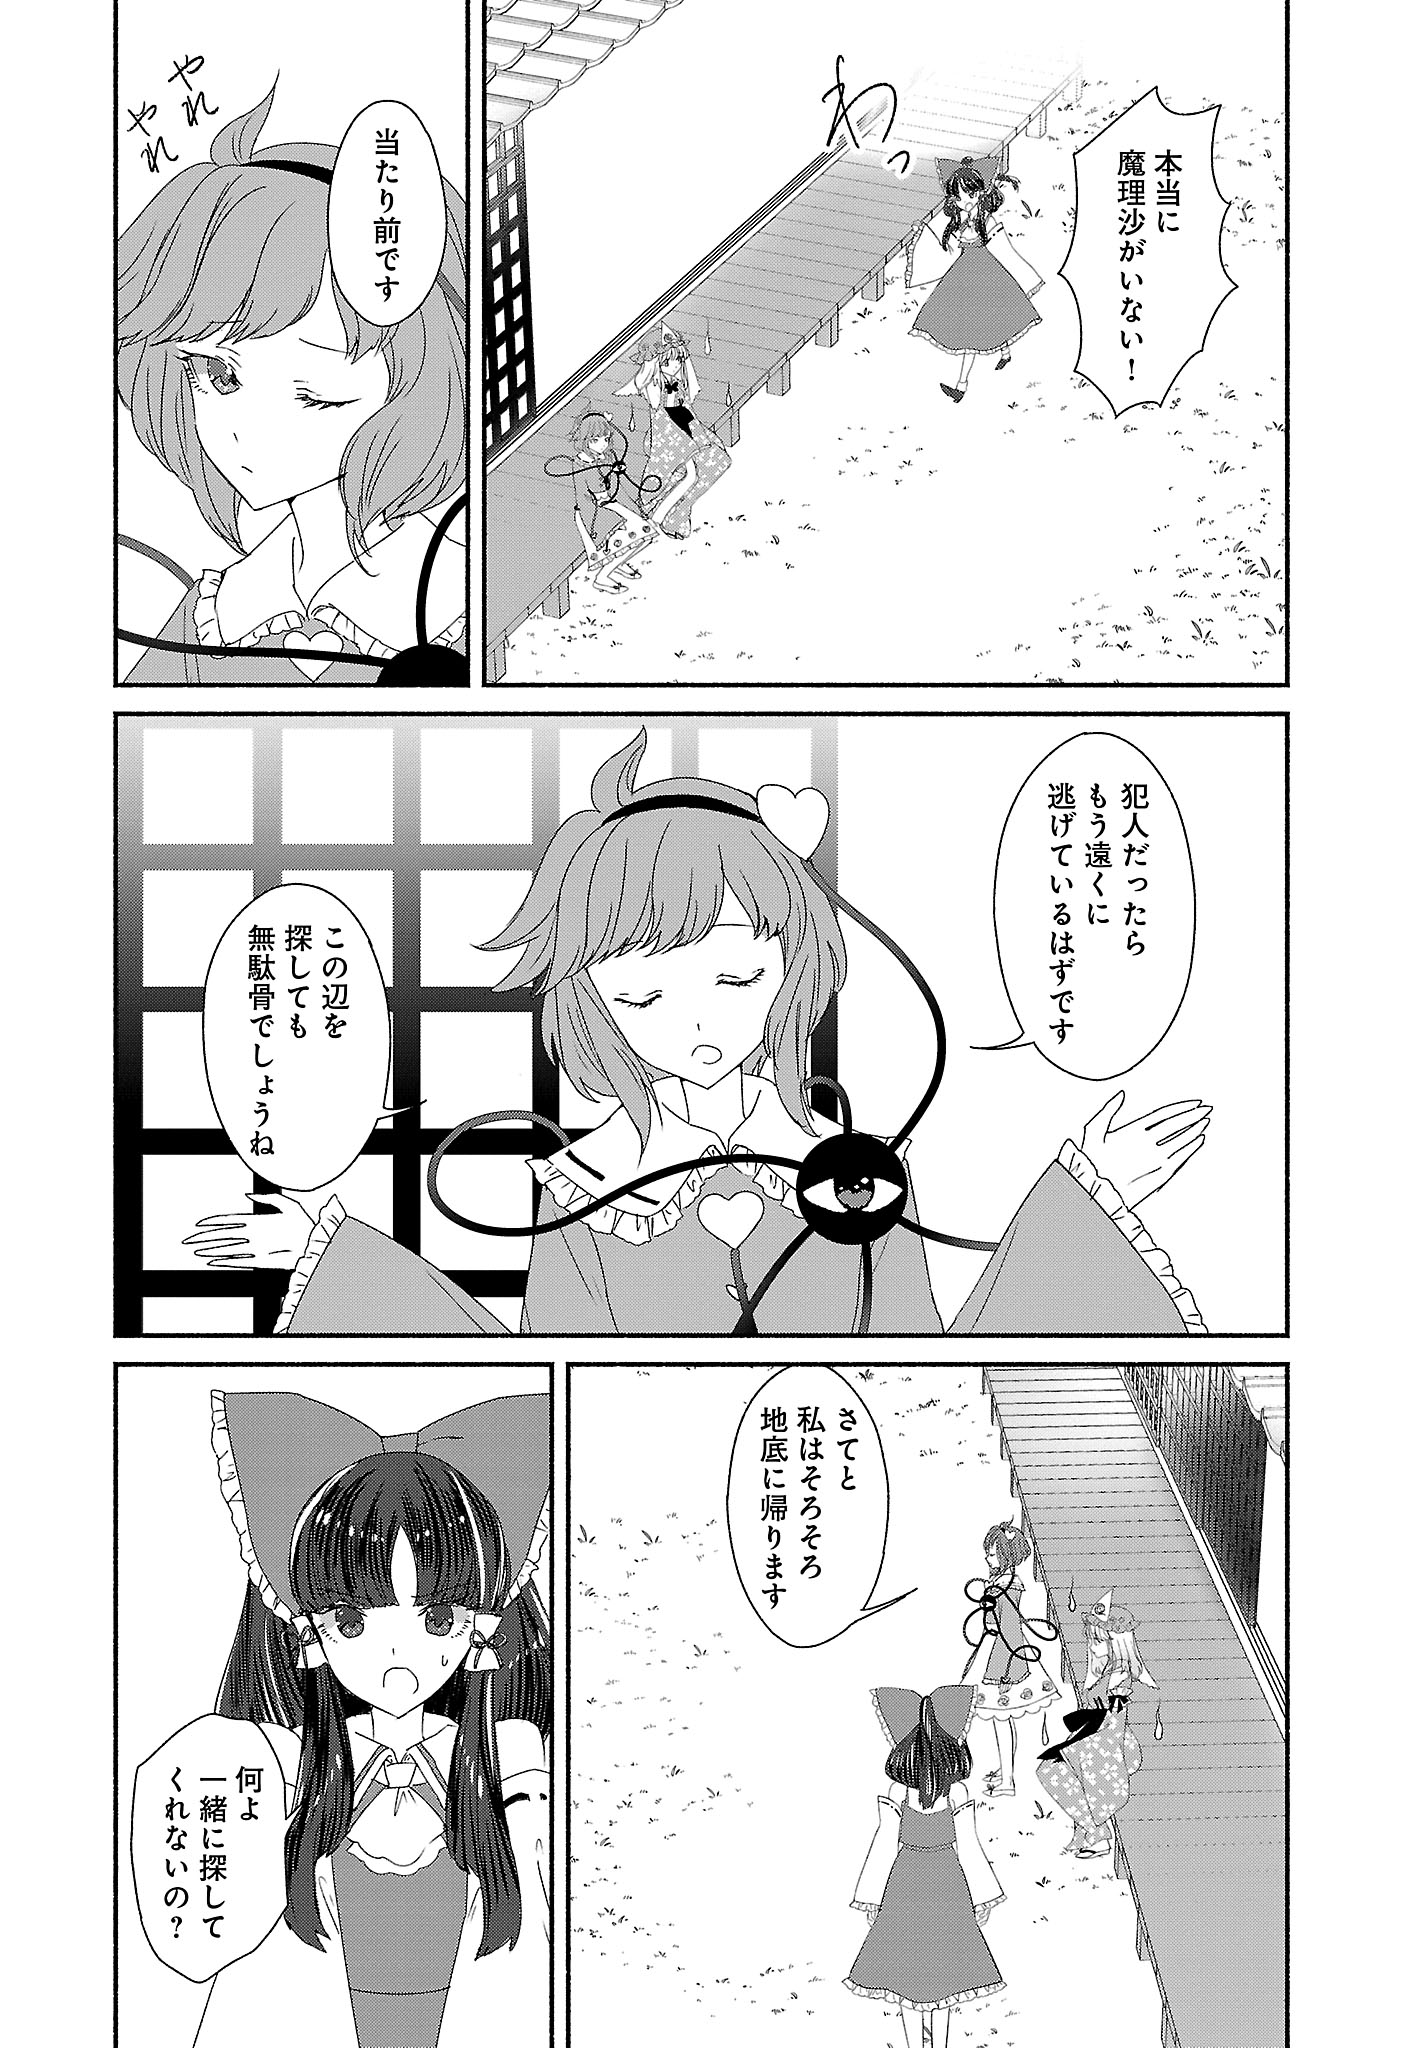 本当に
魔理沙がいない！
わっ
当たり前です
やれ
やれ
犯人だったら
もう遠くに
逃げているはずです
この辺を
探しても
無駄骨でしょうね
さてと
私はそろそろ
地底に帰ります
何よ
一緒に探して
くれないの？